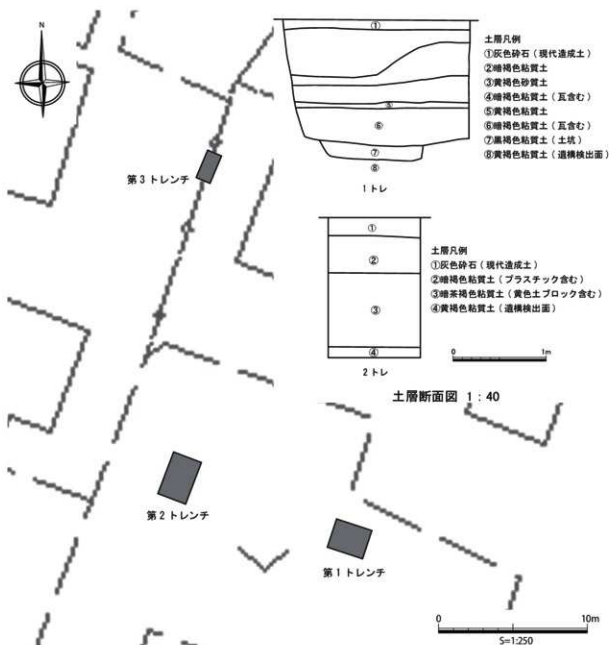 N
①
⑤
⑥
⑦
⑧
1トレ
土層凡例
①灰色砕石（現代造成土）
②暗褐色粘質土
③黄褐色砂質土
④暗褐色粘質土（瓦含む）
⑤黄褐色粘質土
⑥暗褐色粘質土（瓦含む）
⑦黒褐色粘質土（土坑）
⑧黄褐色粘質土（遺構検出面）
第3トレンチ
①
②
③
④
2トレ
土層凡例
①灰色砕石（現代造成土）
②暗褐色粘質土（プラスチック含む）
③暗茶褐色粘質土（黄色土ブロック含む）
④黄褐色粘質土（遺構検出面）
0 1m
土層断面図 1：40
第2トレンチ
第1トレンチ
0 10m
S=1:250